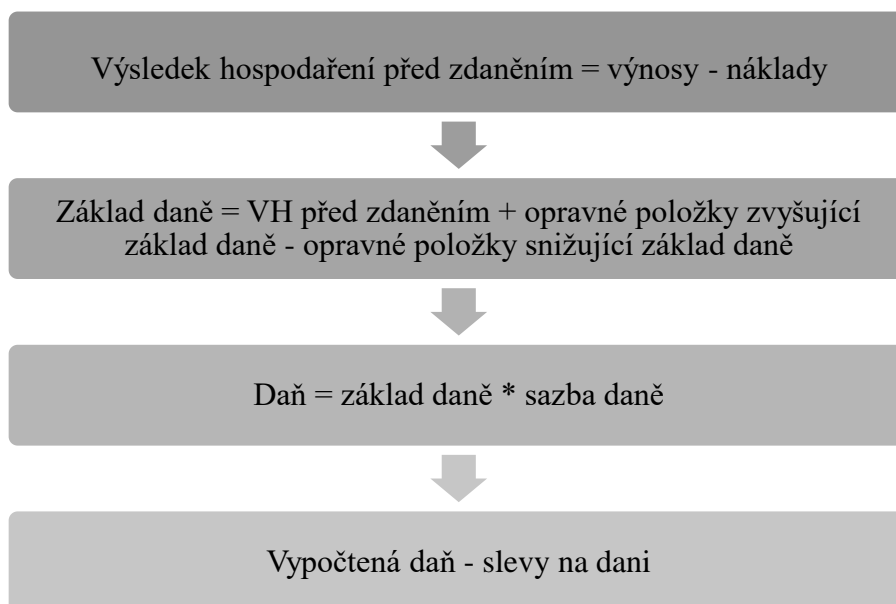 Výsledek hospodaření před zdaněním = výnosy - náklady
Základ daně = VH před zdaněním + opravné položky zvyšující
základ daně - opravné položky snižující základ daně
Daň = základ daně * sazba daně
Vypočtená daň - slevy na dani